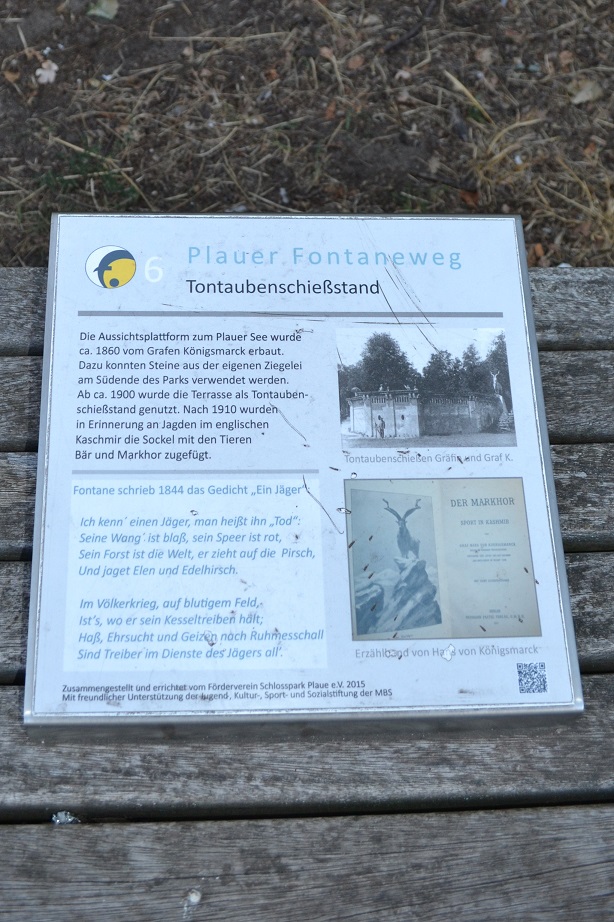 6
Plauer Fontaneweg
Tontaubenschießstand
Die Aussichtsplattform zum Plauer See wurde
ca. 1860 vom Grafen Königsmarck erbaut.
Dazu konnten Steine aus der eigenen Ziegelei
am Südende des Parks verwendet werden.
Ab ca. 1900 wurde die Terrasse als Tontauben-
schießstand genutzt. Nach 1910 wurden
in Erinnerung an Jagden im englischen
Kaschmir die Sockel mit den Tieren
Bär und Markhor zugefügt.
Tontaubenschießen Gräfin und Graf K.
Fontane schrieb 1844 das Gedicht „Ein Jäger“:
Ich kenn´ einen Jäger, man heißt ihn „Tod“:
Seine Wang´ ist blaß, sein Speer ist rot,
Sein Forst ist die Welt, er zieht auf die Pirsch,
Und jaget Elen und Edelhirsch.
Im Völkerkrieg, auf blutigem Feld,
Ist's, wo er sein Kesseltreiben hält;
Haß, Ehrsucht und Geizen nach Ruhmesschall
Sind Treiber im Dienste des Jägers all'.
DER MARKHOR
SPORT IN KASHMIR
Erzählband von Hans von Königsmarck
Zusammengestellt und errichtet vom Förderverein Schlosspark Plaue e.V. 2015
Mit freundlicher Unterstützung der Jugend-, Kultur-, Sport- und Sozialstiftung der MBS